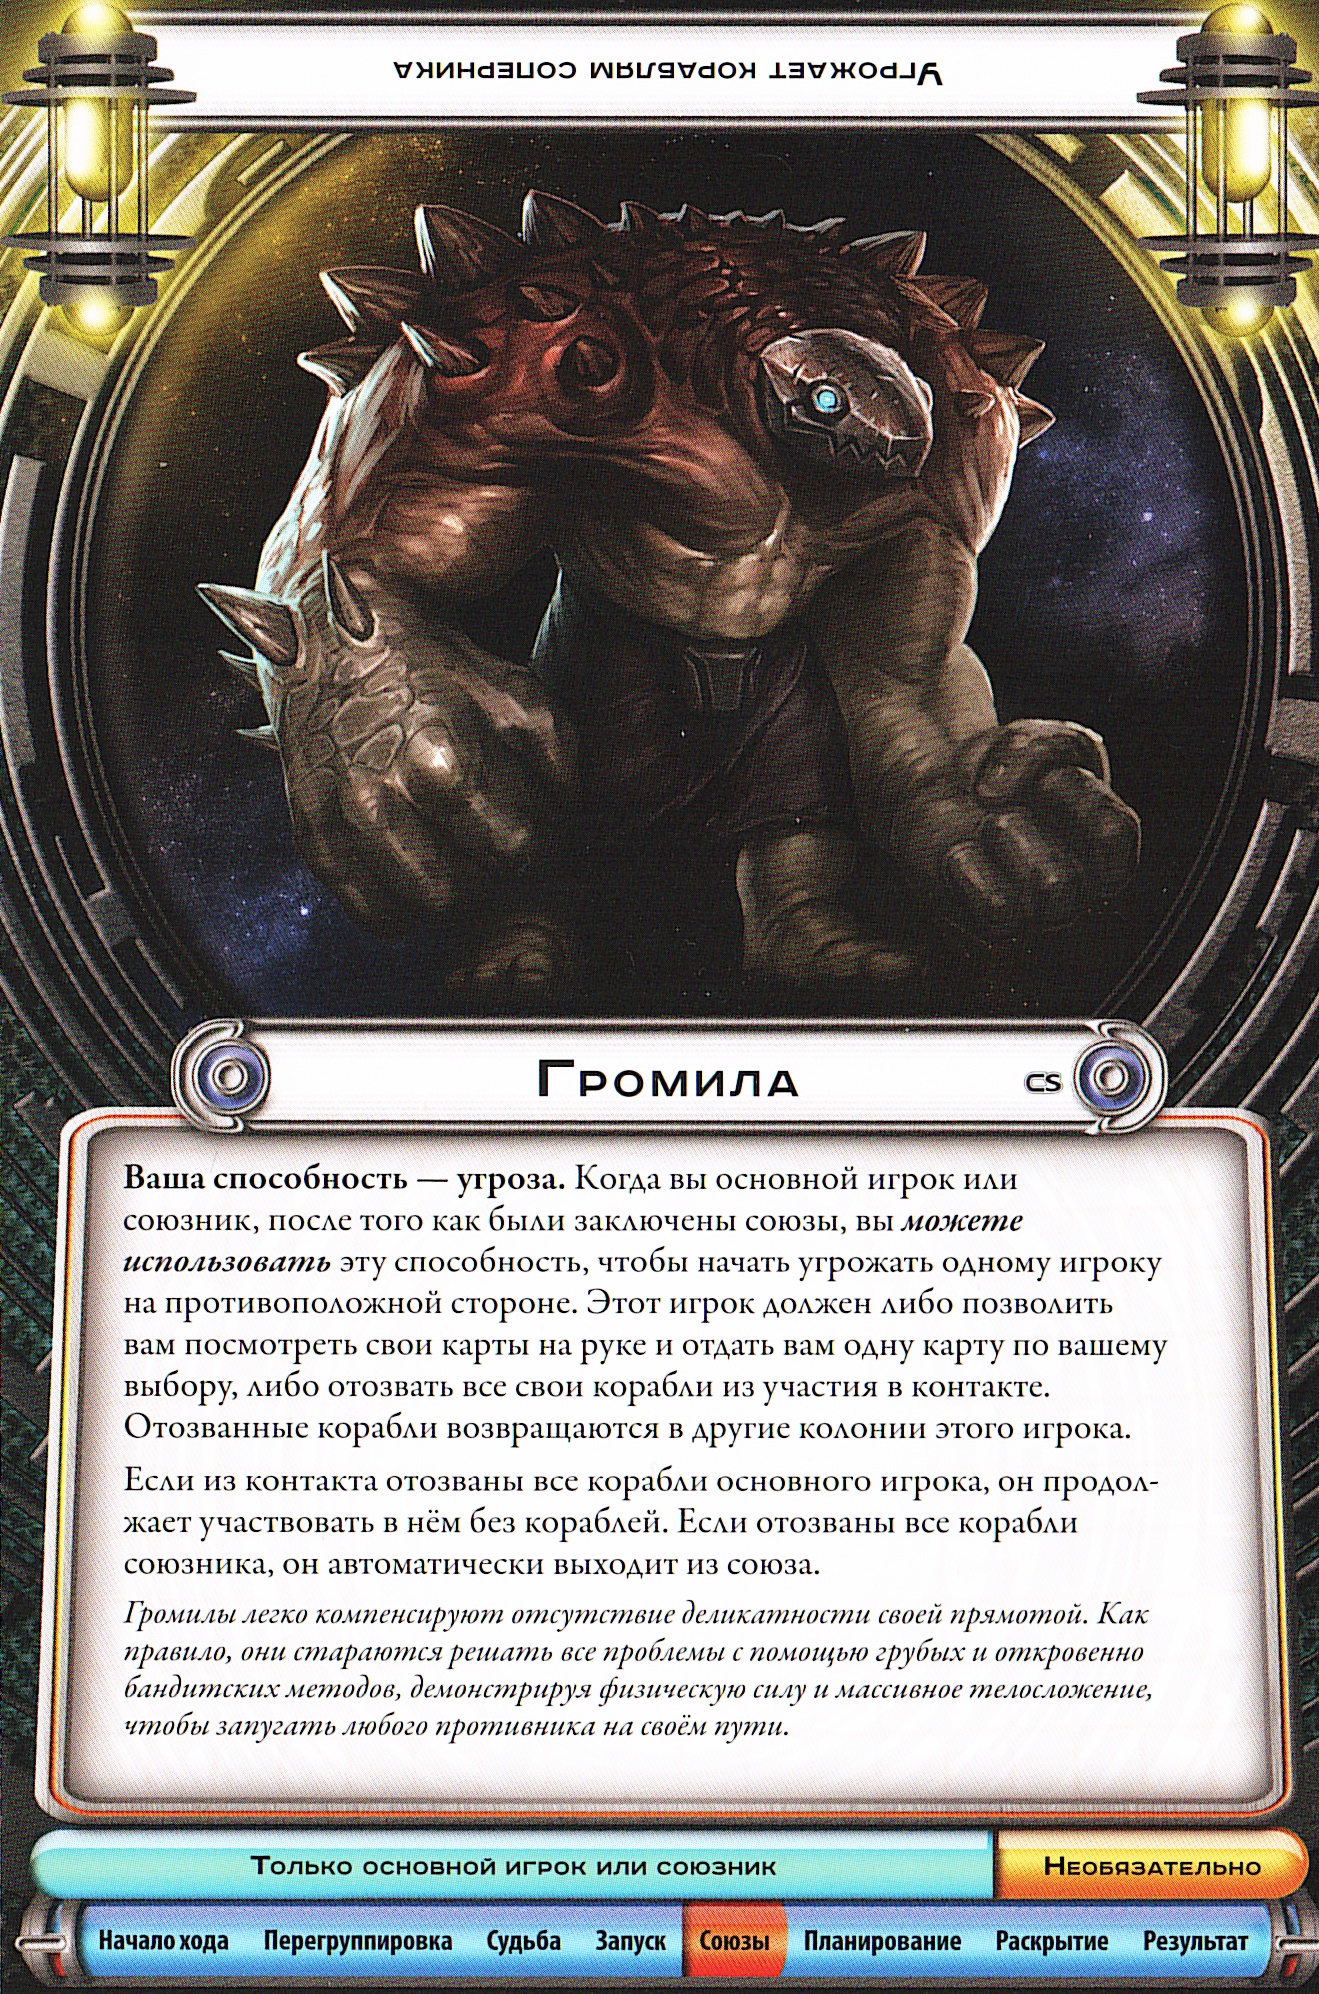 Угрожает кораблям соперника
Громила
CS
Ваша способность — угроза. Когда вы основной игрок или
союзник, после того как были заключены союзы, вы можете
использовать эту способность, чтобы начать угрожать одному игроку
на противоположной стороне. Этот игрок должен либо позволить
вам посмотреть свои карты на руке и отдать вам одну карту по вашему
выбору, либо отозвать все свои корабли из участия в контакте.
Отозванные корабли возвращаются в другие колонии этого игрока.
Если из контакта отозваны все корабли основного игрока, он продол-
жает участвовать в нём без кораблей. Если отозваны все корабли
союзника, он автоматически выходит из союза.
Громилы легко компенсируют отсутствие деликатности своей прямотой. Как
правило, они стараются решать все проблемы с помощью грубых и откровенно
бандитских методов, демонстрируя физическую силу и массивное телосложение,
чтобы запугать любого противника на своём пути.
Только основной игрок или союзник Необязательно
Начало хода Перегруппировка Судьба Запуск Союзы Планирование Раскрытие Результат